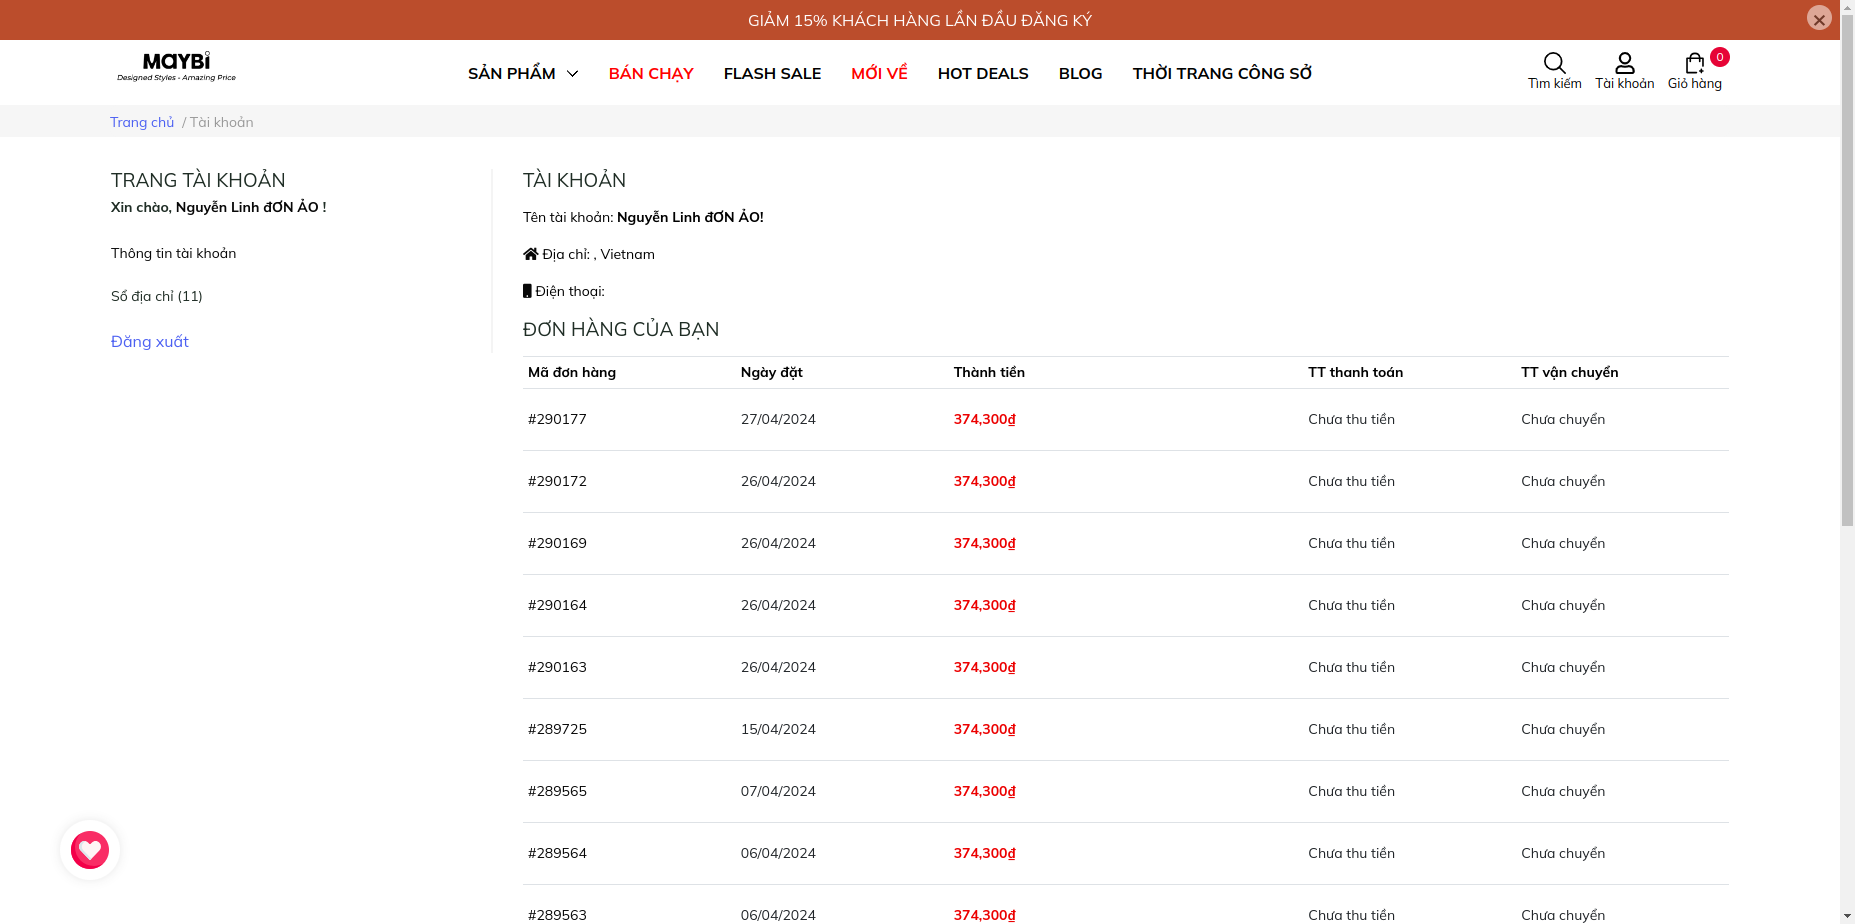 GIẢM 15% KHÁCH HÀNG LẦN ĐẦU ĐĂNG KÝ
MAYBi
Designed Styles - Amazing Price
SẢN PHẨM
BÁN CHẠY
FLASH SALE
MỚI VỀ
HOT DEALS
BLOG
THỜI TRANG CÔNG SỞ
Tìm kiếm
Tài khoản
0
Giỏ hàng
Trang chủ / Tài khoản
TRANG TÀI KHOẢN
Xin chào, Nguyễn Linh đƠN ẢO !
Thông tin tài khoản
Sổ địa chỉ (11)
Đăng xuất
TÀI KHOẢN
Tên tài khoản: Nguyễn Linh đƠN ẢO!
Địa chỉ: , Vietnam
Điện thoại:
ĐƠN HÀNG CỦA BẠN
Mã đơn hàng Ngày đặt Thành tiền TT thanh toán TT vận chuyển
#290177 27/04/2024 374,300₫ Chưa thu tiền Chưa chuyển
#290172 26/04/2024 374,300₫ Chưa thu tiền Chưa chuyển
#290169 26/04/2024 374,300₫ Chưa thu tiền Chưa chuyển
#290164 26/04/2024 374,300₫ Chưa thu tiền Chưa chuyển
#290163 26/04/2024 374,300₫ Chưa thu tiền Chưa chuyển
#289725 15/04/2024 374,300₫ Chưa thu tiền Chưa chuyển
#289565 07/04/2024 374,300₫ Chưa thu tiền Chưa chuyển
#289564 06/04/2024 374,300₫ Chưa thu tiền Chưa chuyển
#289563 06/04/2024 374,300₫ Chưa thu tiền Chưa chuyển